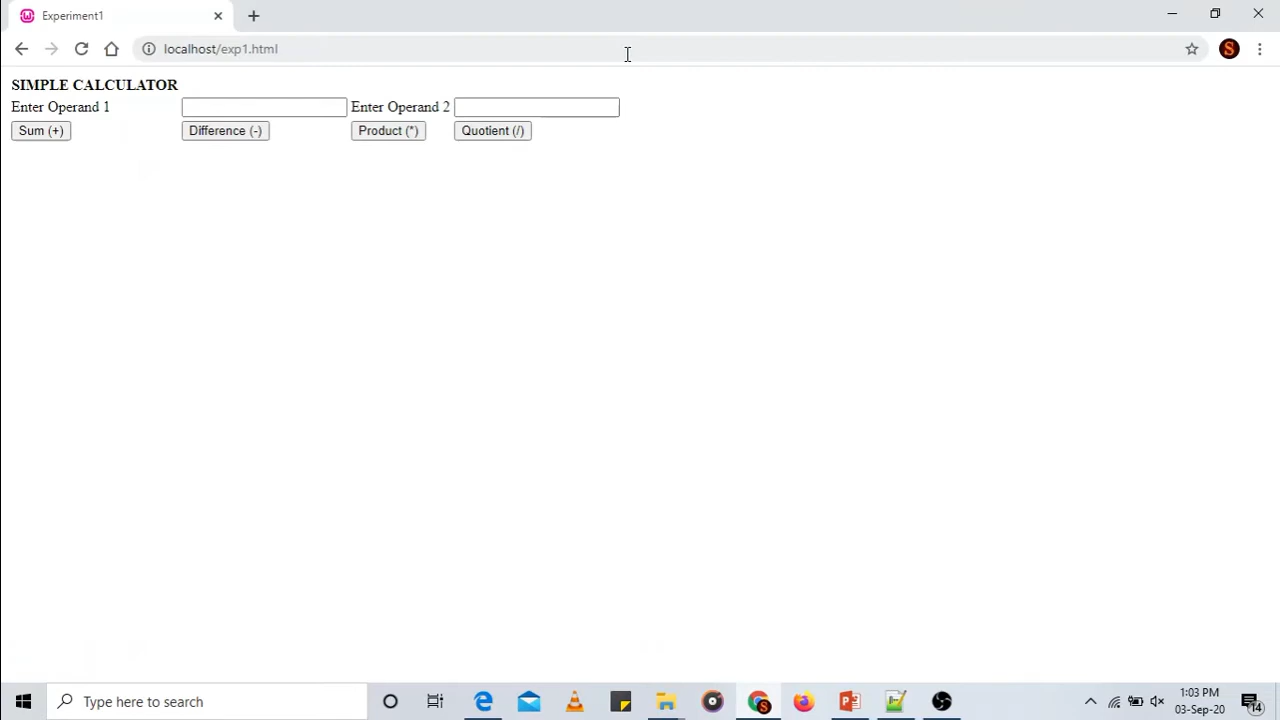 Experiment1
localhost/exp1.html
S
SIMPLE CALCULATOR
Enter Operand 1 Enter Operand 2
Sum (+) Difference (-) Product (*) Quotient (/)
Type here to search
1:03 PM
03-Sep-20
14